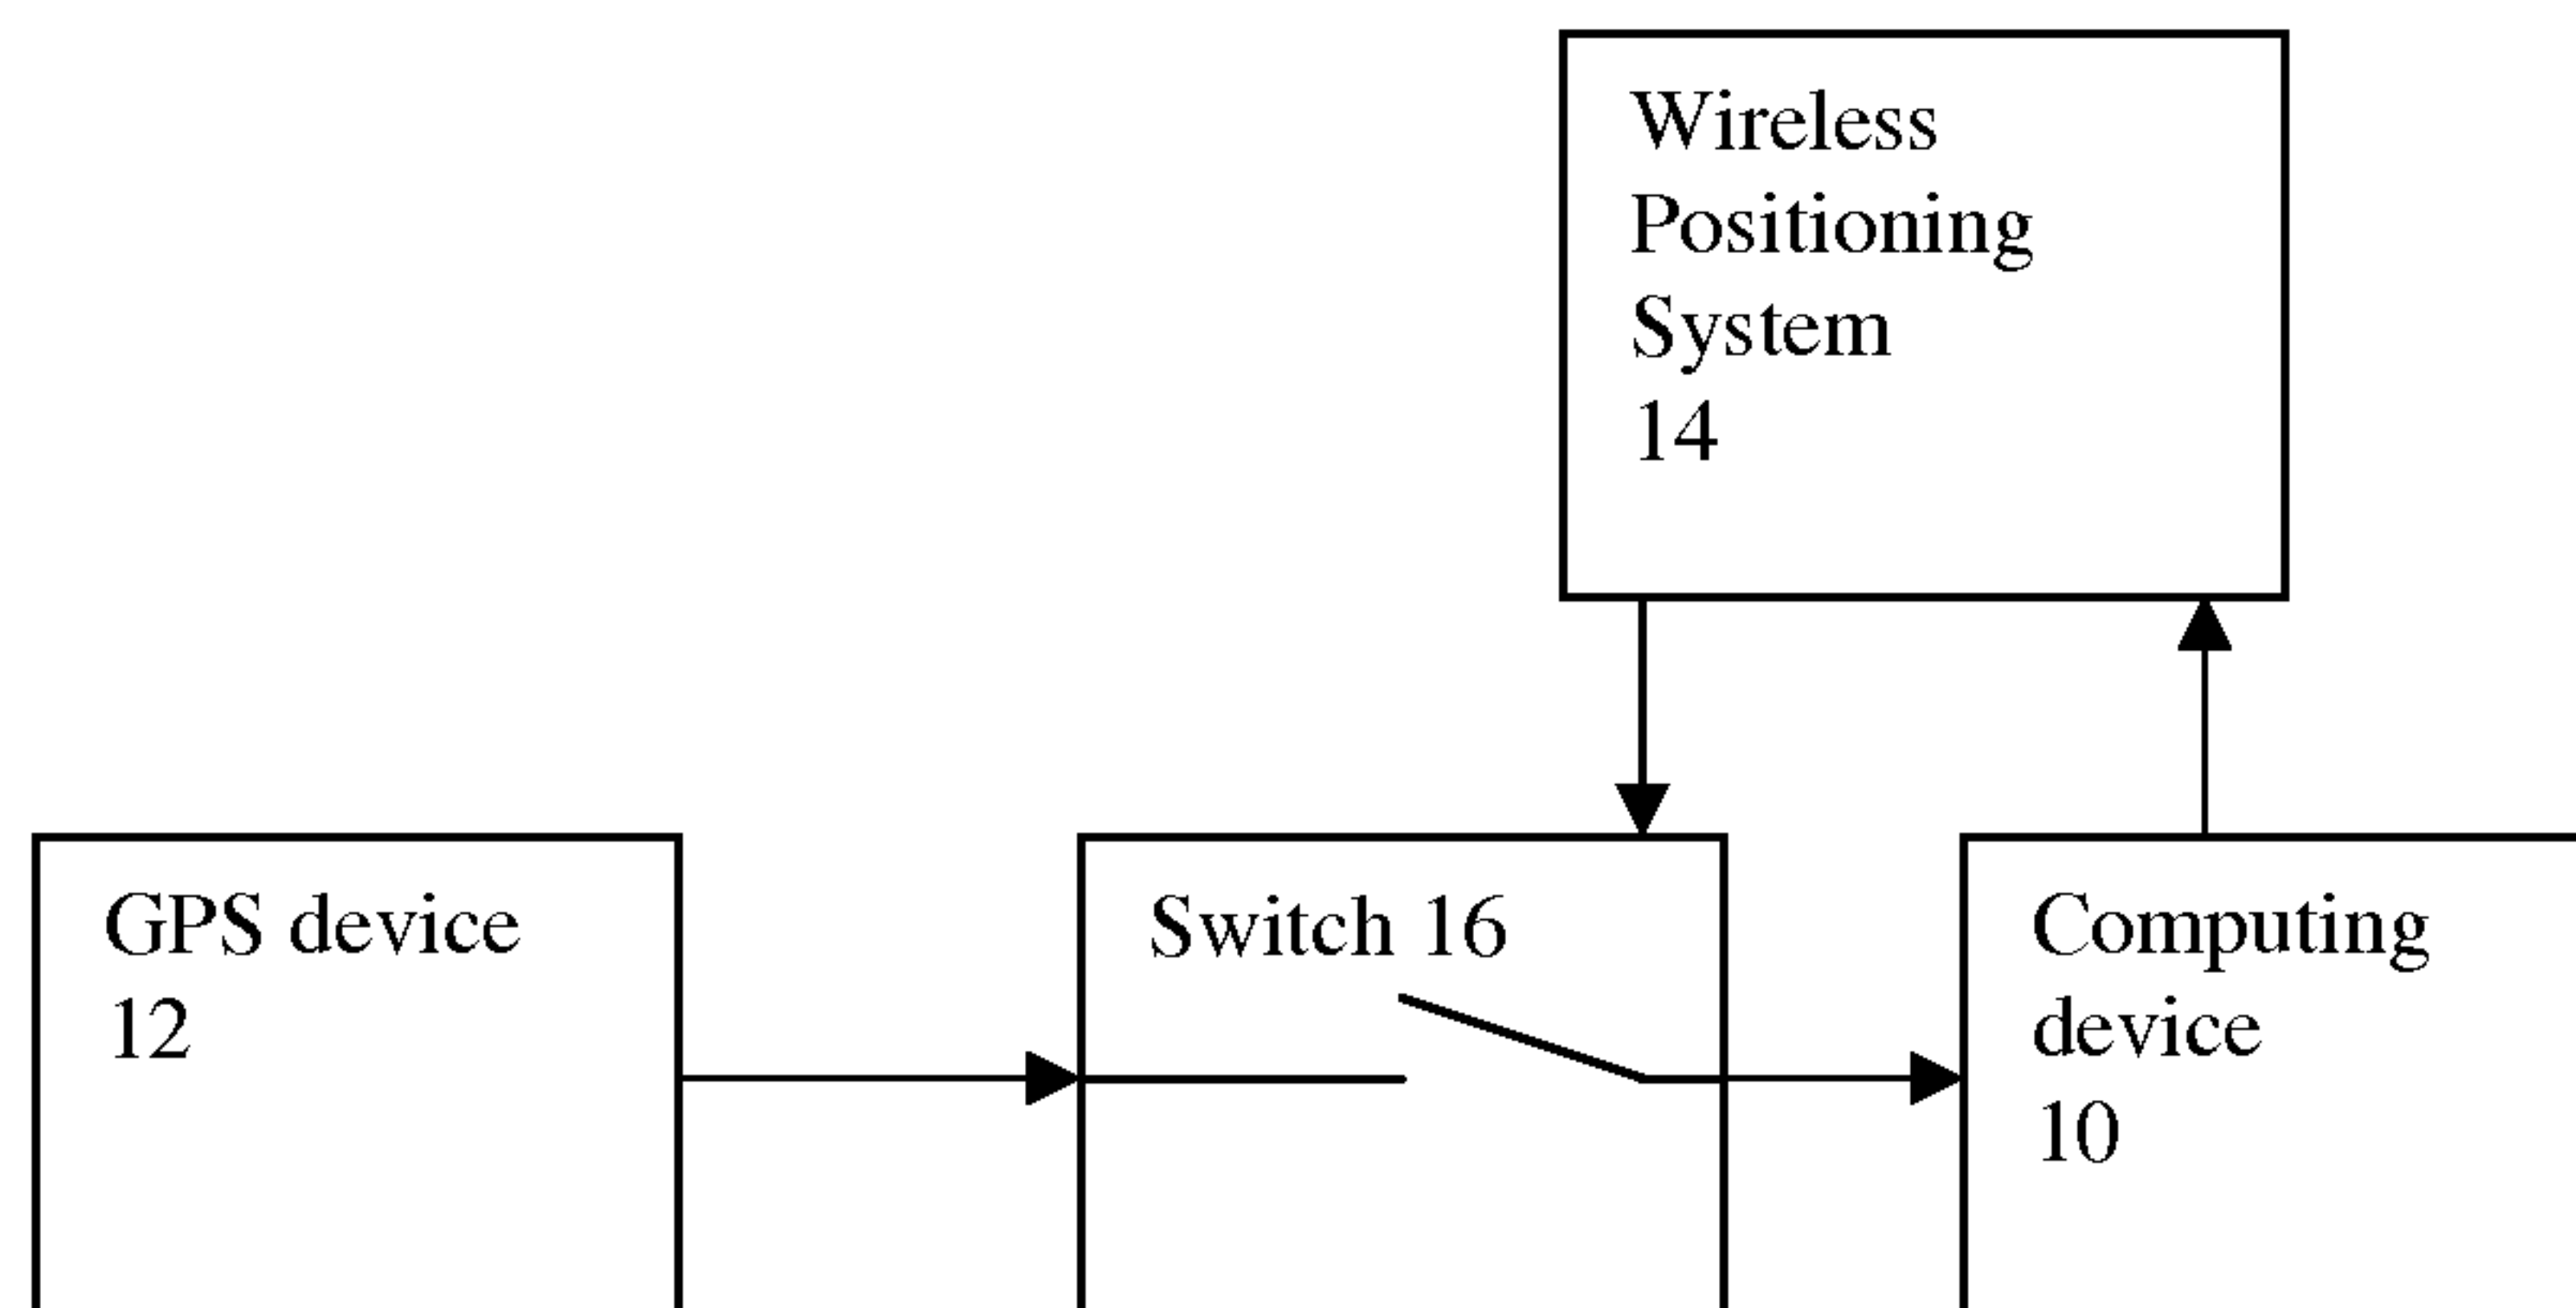 Wireless
Positioning
System
14
GPS device
12
Switch 16
Computing
device
10